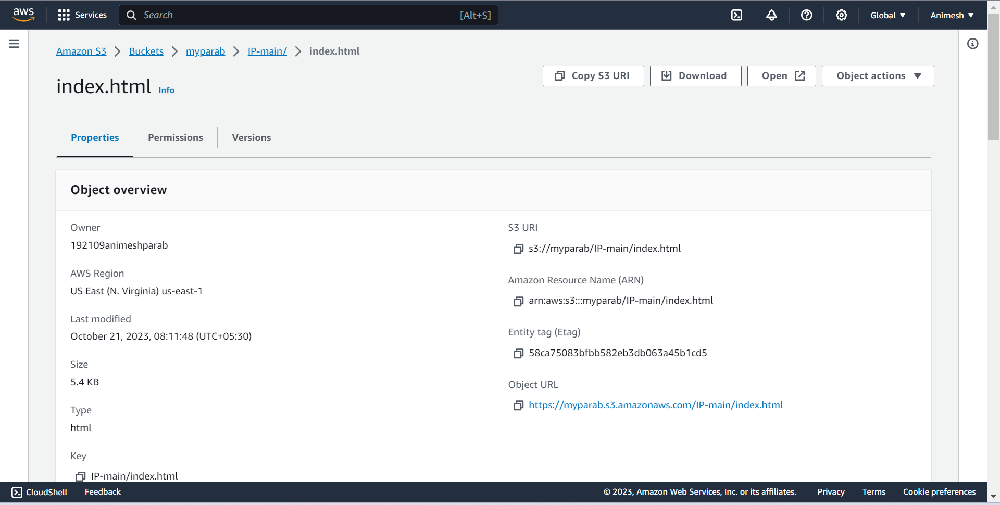 aws Services Search [Alt+S] Global Animesh
Amazon S3 Buckets myparab IP-main/ index.html
index.html Info
Copy S3 URI Download Open Object actions
Properties Permissions Versions
Object overview
Owner
192109animeshparab
AWS Region
US East (N. Virginia) us-east-1
Last modified
October 21, 2023, 08:11:48 (UTC+05:30)
Size
5.4 KB
Type
html
Key
IP-main/index.html
S3 URI
s3://myparab/IP-main/index.html
Amazon Resource Name (ARN)
arn:aws:s3:::myparab/IP-main/index.html
Entity tag (Etag)
58ca75083bfbb582eb3db063a45b1cd5
Object URL
https://myparab.s3.amazonaws.com/IP-main/index.html
CloudShell Feedback © 2023, Amazon Web Services, Inc. or its affiliates. Privacy Terms Cookie preferences